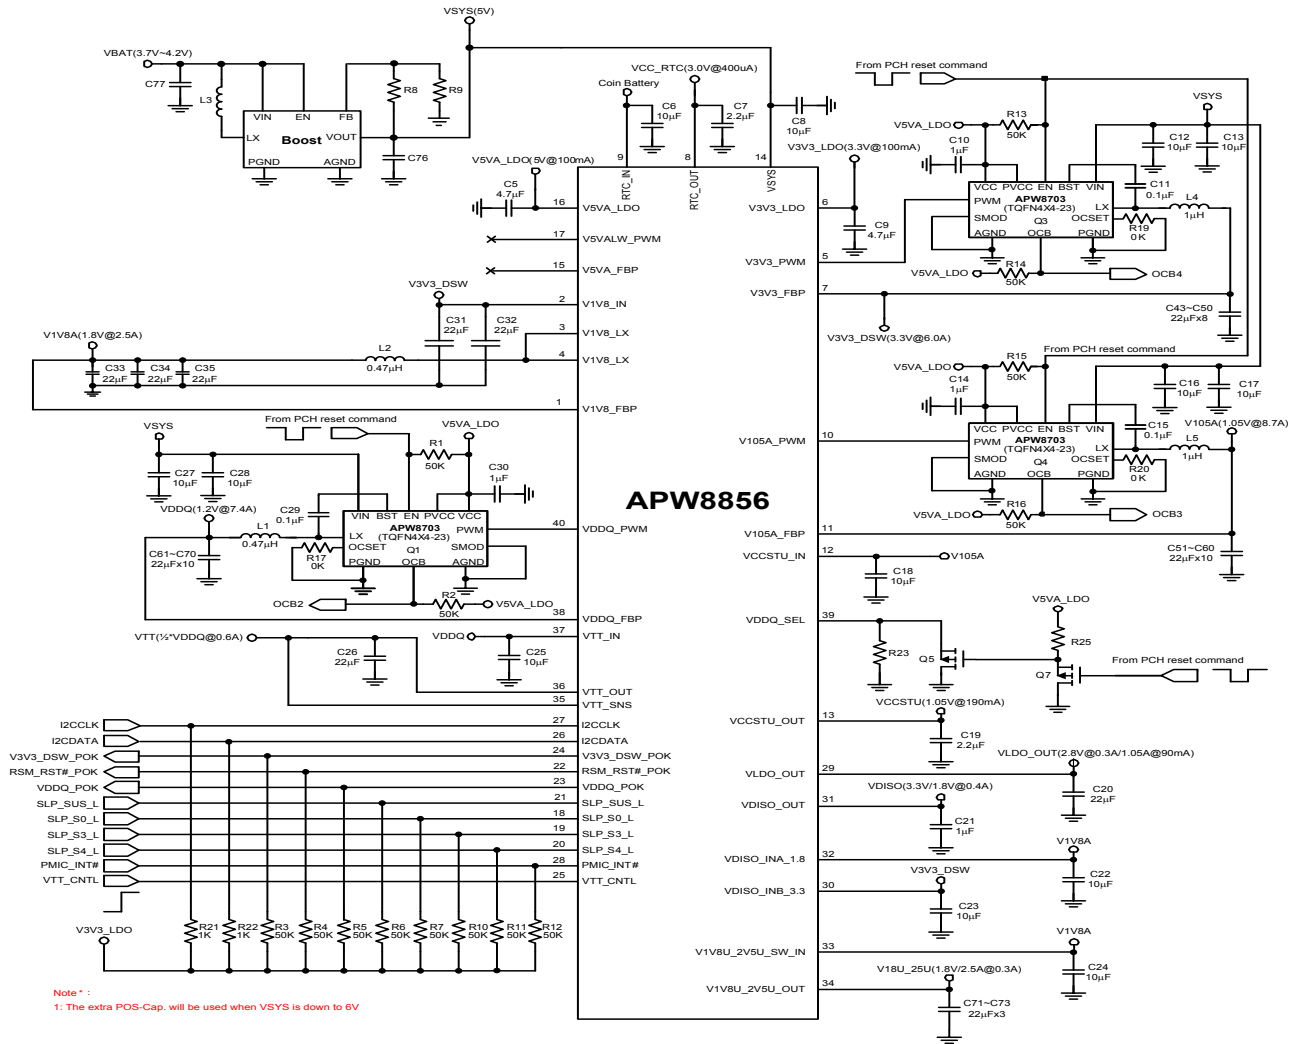 VSYS(5V)
VBAT(3.7V~4.2V)
C77
L3
R8
R9
VIN
EN
FB
LX
Boost
VOUT
PGND
AGND
C76
VCC_RTC(3.0V@400uA)
Coin Battery
C6
10µF
C7
2.2µF
C8
10µF
9
8
14
RTC_IN
RTC_OUT
VSYS
V5VA_LDO(5V@100mA)
C5
4.7µF
16
V5VA_LDO
17
V5VALW_PWM
15
V5VA_FBP
V3V3_DSW
2
V1V8_IN
C31
22µF
C32
22µF
3
V1V8_LX
4
V1V8_LX
V1V8A(1.8V@2.5A)
L2
0.47µH
C33
22µF
C34
22µF
C35
22µF
1
V1V8_FBP
From PCH reset command
VSYS
V5VA_LDO
R1
50K
C27
10µF
C28
10µF
C30
1µF
VDDQ(1.2V@7.4A)
C29
0.1µF
L1
0.47µH
VIN
BST
EN
PVCC
VCC
APW8703
(TQFN4X4-23)
LX
PWM
OCSET
Q1
SMOD
PGND
OCB
AGND
R17
0K
40
VDDQ_PWM
C61~C70
22µFx10
OCB2
R2
50K
V5VA_LDO
38
VDDQ_FBP
VTT(½*VDDQ@0.6A)
VDDQ
37
VTT_IN
C26
22µF
C25
10µF
36
VTT_OUT
35
VTT_SNS
I2CCLK
27
I2CCLK
I2CDATA
26
I2CDATA
V3V3_DSW_POK
24
V3V3_DSW_POK
RSM_RST#_POK
22
RSM_RST#_POK
VDDQ_POK
23
VDDQ_POK
SLP_SUS_L
21
SLP_SUS_L
SLP_S0_L
18
SLP_S0_L
SLP_S3_L
19
SLP_S3_L
SLP_S4_L
20
SLP_S4_L
PMIC_INT#
28
PMIC_INT#
VTT_CNTL
25
VTT_CNTL
V3V3_LDO
R21
1K
R22
1K
R3
50K
R4
50K
R5
50K
R6
50K
R7
50K
R10
50K
R11
50K
R12
50K
Note * :
1: The extra POS-Cap. will be used when VSYS is down to 6V
APW8856
V3V3_LDO(3.3V@100mA)
V3V3_LDO
6
C9
4.7µF
V3V3_PWM
5
V3V3_FBP
7
V3V3_DSW(3.3V@6.0A)
From PCH reset command
R13
50K
V5VA_LDO
C10
1µF
VSYS
C12
10µF
C13
10µF
C11
0.1µF
VCC
PVCC
EN
BST
VIN
PWM
APW8703
(TQFN4X4-23)
LX
SMOD
Q3
OCSET
AGND
OCB
PGND
L4
1µH
R19
0K
V5VA_LDO
R14
50K
OCB4
C43~C50
22µFx8
From PCH reset command
R15
50K
V5VA_LDO
C14
1µF
C16
10µF
C17
10µF
C15
0.1µF
V105A(1.05V@8.7A)
V105A_PWM
10
VCC
PVCC
EN
BST
VIN
PWM
APW8703
(TQFN4X4-23)
LX
SMOD
Q4
AGND
OCB
PGND
L5
1µH
R20
0K
V5VA_LDO
R16
50K
OCB3
V105A_FBP
11
C51~C60
22µFx10
VCCSTU_IN
12
V105A
C18
10µF
VDDQ_SEL
39
V5VA_LDO
R25
R23
Q5
Q7
From PCH reset command
VCCSTU(1.05V@190mA)
VCCSTU_OUT
13
C19
2.2µF
VLDO_OUT(2.8V@0.3A/1.05A@90mA)
VLDO_OUT
29
C20
22µF
VDISO(3.3V/1.8V@0.4A)
VDISO_OUT
31
C21
1µF
V1V8A
VDISO_INA_1.8
32
C22
10µF
V3V3_DSW
VDISO_INB_3.3
30
C23
10µF
V1V8A
V1V8U_2V5U_SW_IN
33
C24
10µF
V18U_25U(1.8V/2.5A@0.3A)
V1V8U_2V5U_OUT
34
C71~C73
22µFx3